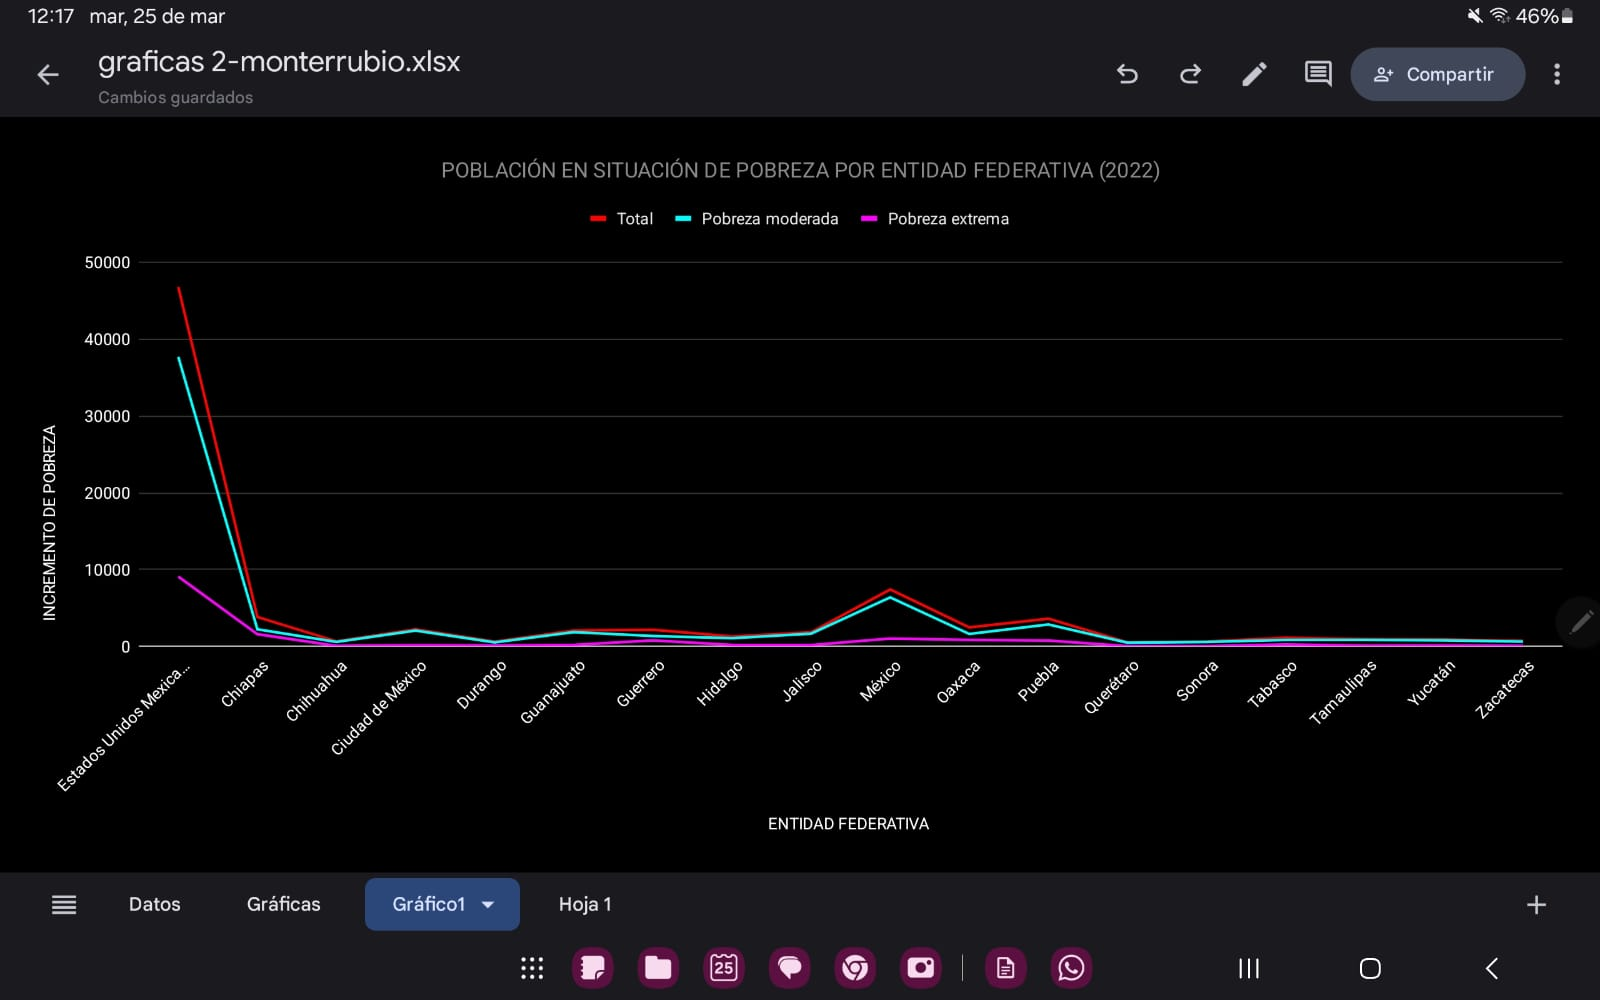 12:17 mar, 25 de mar
46%
graficas 2-monterrubio.xlsx
Cambios guardados
Compartir
POBLACIÓN EN SITUACIÓN DE POBREZA POR ENTIDAD FEDERATIVA (2022)
Total Pobreza moderada Pobreza extrema
50000
40000
30000
20000
10000
0
INCREMENTO DE POBREZA
Estados Unidos Mexica...
Chiapas
Chihuahua
Ciudad de México
Durango
Guanajuato
Guerrero
Hidalgo
Jalisco
México
Oaxaca
Puebla
Querétaro
Sonora
Tabasco
Tamaulipas
Yucatán
Zacatecas
ENTIDAD FEDERATIVA
Datos Gráficas Gráfico1 Hoja 1
25